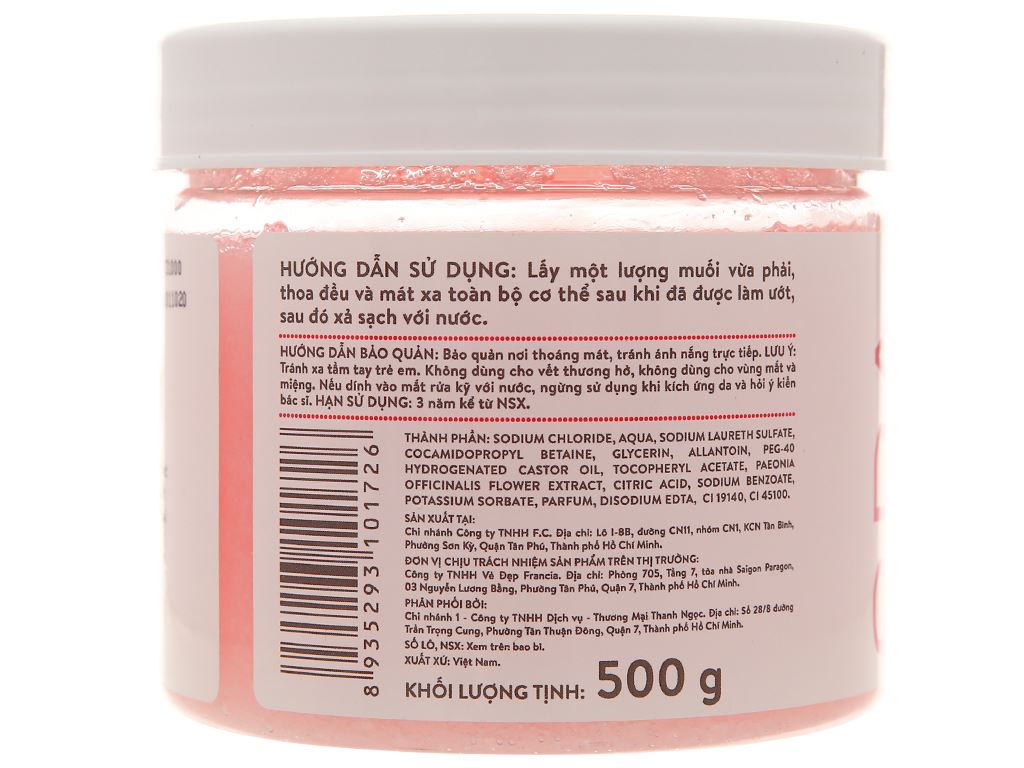 HƯỚNG DẪN SỬ DỤNG: Lấy một lượng muối vừa phải,
thoa đều và mát xa toàn bộ cơ thể sau khi đã được làm ướt,
sau đó xả sạch với nước.
HƯỚNG DẪN BẢO QUẢN: Bảo quản nơi thoáng mát, tránh ánh nắng trực tiếp. LƯU Ý:
Tránh xa tầm tay trẻ em. Không dùng cho vết thương hở, không dùng cho vùng mắt và
miệng. Nếu dính vào mắt rửa kỹ với nước, ngừng sử dụng khi kích ứng da và hỏi ý kiến
bác sĩ. HẠN SỬ DỤNG: 3 năm kể từ NSX.
THÀNH PHẦN: SODIUM CHLORIDE, AQUA, SODIUM LAURETH SULFATE,
COCAMIDOPROPYL BETAINE, GLYCERIN, ALLANTOIN, PEG-40
HYDROGENATED CASTOR OIL, TOCOPHERYL ACETATE, PAEONIA
OFFICINALIS FLOWER EXTRACT, CITRIC ACID, SODIUM BENZOATE,
POTASSIUM SORBATE, PARFUM, DISODIUM EDTA, CI 19140, CI 45100.
SẢN XUẤT TẠI:
Chi nhánh Công ty TNHH F.C. Địa chỉ: Lô I-8B, đường CN11, nhóm CN1, KCN Tân Bình,
Phường Sơn Kỳ, Quận Tân Phú, Thành phố Hồ Chí Minh.
ĐƠN VỊ CHỊU TRÁCH NHIỆM SẢN PHẨM TRÊN THỊ TRƯỜNG:
Công ty TNHH Vẻ Đẹp Francia. Địa chỉ: Phòng 705, Tầng 7, tòa nhà Saigon Paragon,
03 Nguyễn Lương Bằng, Phường Tân Phú, Quận 7, Thành phố Hồ Chí Minh.
PHÂN PHỐI BỞI:
Chi nhánh 1 - Công ty TNHH Dịch vụ - Thương Mại Thanh Ngọc. Địa chỉ: Số 28/8 đường
Trần Trọng Cung, Phường Tân Thuận Đông, Quận 7, Thành phố Hồ Chí Minh.
SỐ LÔ, NSX: Xem trên bao bì.
XUẤT XỨ: Việt Nam.
KHỐI LƯỢNG TỊNH: 500 g
8 935293 101726